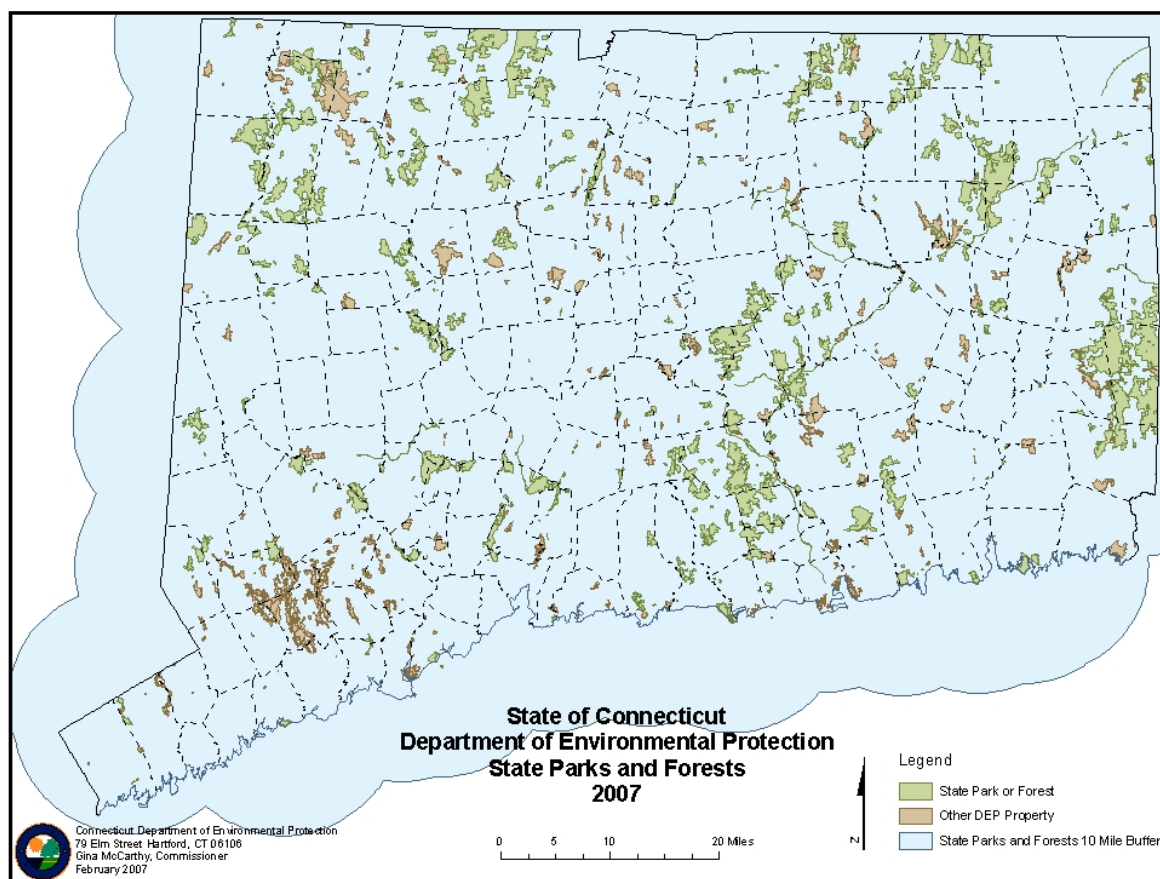 State of Connecticut
Department of Environmental Protection
State Parks and Forests
2007
Legend
State Park or Forest
Other DEP Property
State Parks and Forests 10 Mile Buffer
Connecticut Department of Environmental Protection
79 Elm Street Hartford, CT 06106
Gina McCarthy, Commissioner
February 2007
0 5 10 20 Miles
N